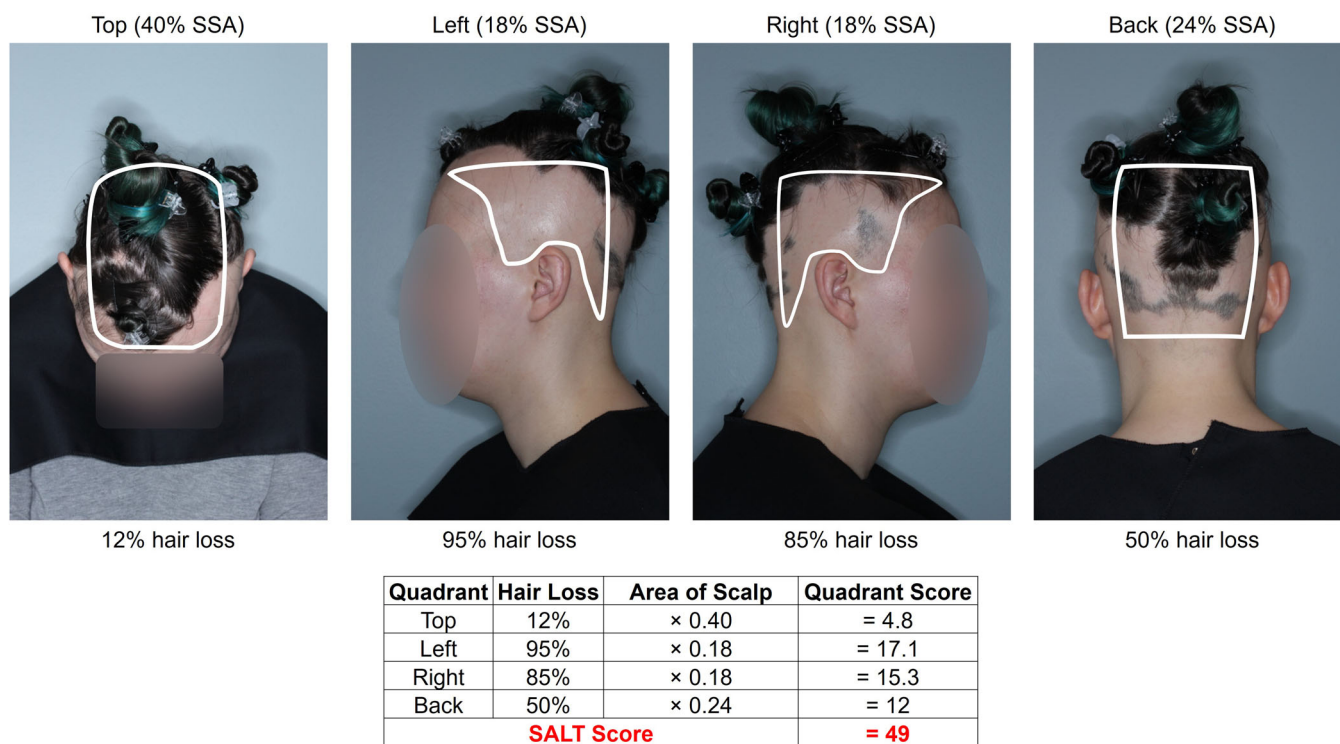 Top (40% SSA)
Left (18% SSA)
Right (18% SSA)
Back (24% SSA)
12% hair loss
95% hair loss
85% hair loss
50% hair loss
Quadrant Hair Loss Area of Scalp Quadrant Score
Top 12% × 0.40 = 4.8
Left 95% × 0.18 = 17.1
Right 85% × 0.18 = 15.3
Back 50% × 0.24 = 12
SALT Score = 49